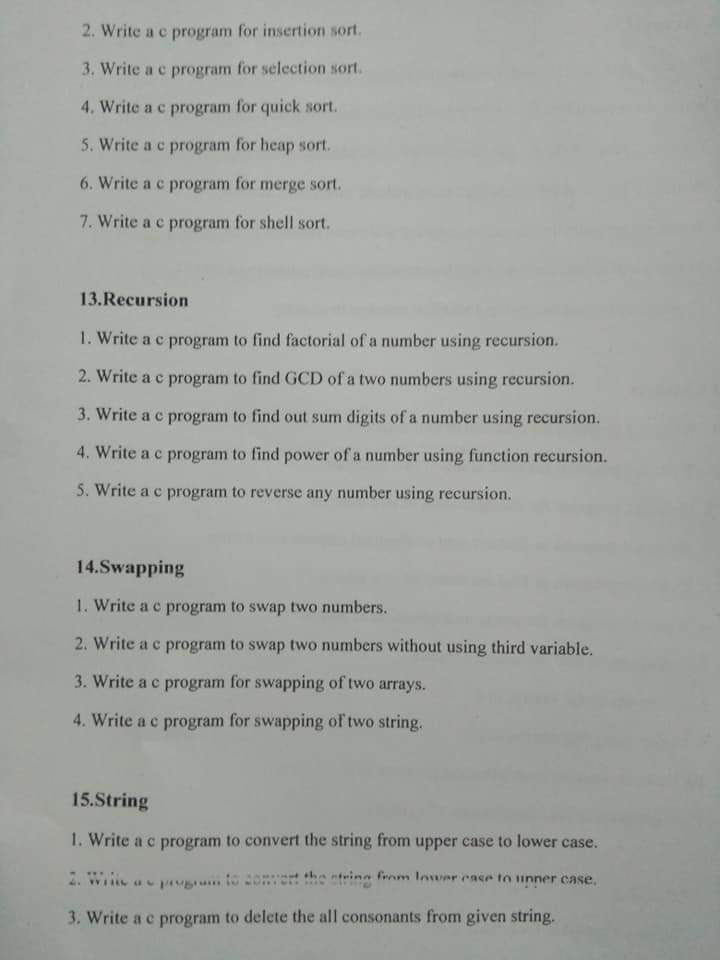 2. Write a c program for insertion sort.
3. Write a c program for selection sort.
4. Write a c program for quick sort.
5. Write a c program for heap sort.
6. Write a c program for merge sort.
7. Write a c program for shell sort.
13.Recursion
1. Write a c program to find factorial of a number using recursion.
2. Write a c program to find GCD of a two numbers using recursion.
3. Write a c program to find out sum digits of a number using recursion.
4. Write a c program to find power of a number using function recursion.
5. Write a c program to reverse any number using recursion.
14.Swapping
1. Write a c program to swap two numbers.
2. Write a c program to swap two numbers without using third variable.
3. Write a c program for swapping of two arrays.
4. Write a c program for swapping of two string.
15.String
1. Write a c program to convert the string from upper case to lower case.
2. Write a c program to convert the string from lower case to upper case.
3. Write a c program to delete the all consonants from given string.